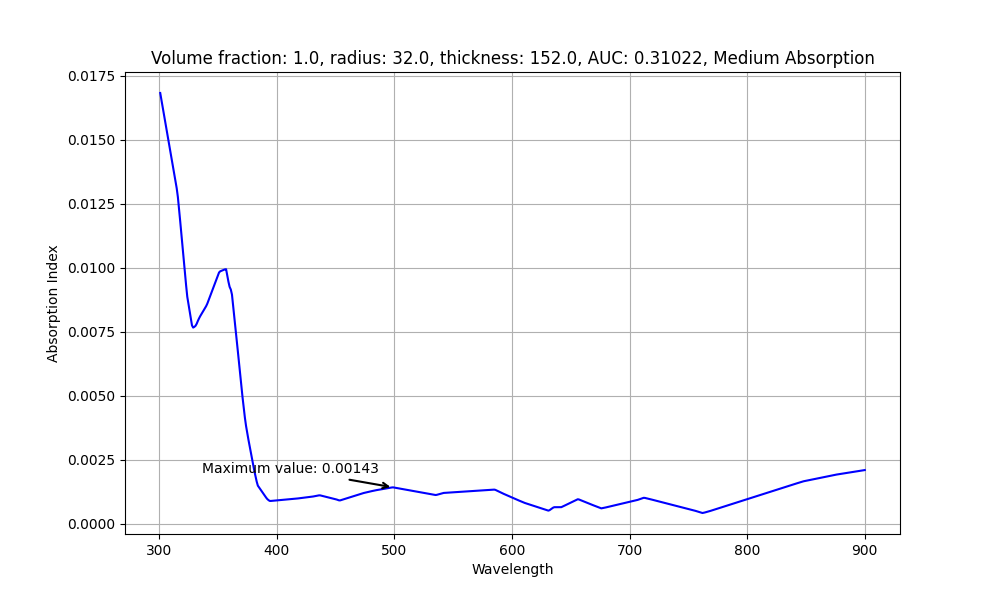 Volume fraction: 1.0, radius: 32.0, thickness: 152.0, AUC: 0.31022, Medium Absorption
0.0175
0.0150
0.0125
0.0100
0.0075
0.0050
0.0025
0.0000
Absorption Index
Maximum value: 0.00143
300 400 500 600 700 800 900
Wavelength